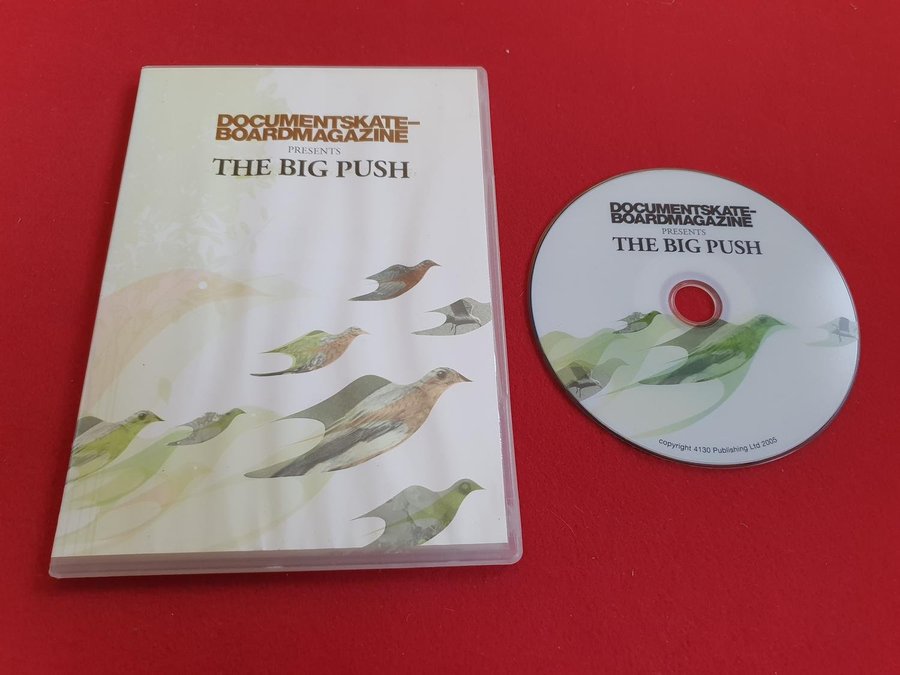 DOCUMENTSKATE-
BOARDMAGAZINE
PRESENTS
THE BIG PUSH
DOCUMENTSKATE-
BOARDMAGAZINE
PRESENTS
THE BIG PUSH
copyright 4130 Publishing Ltd 2005